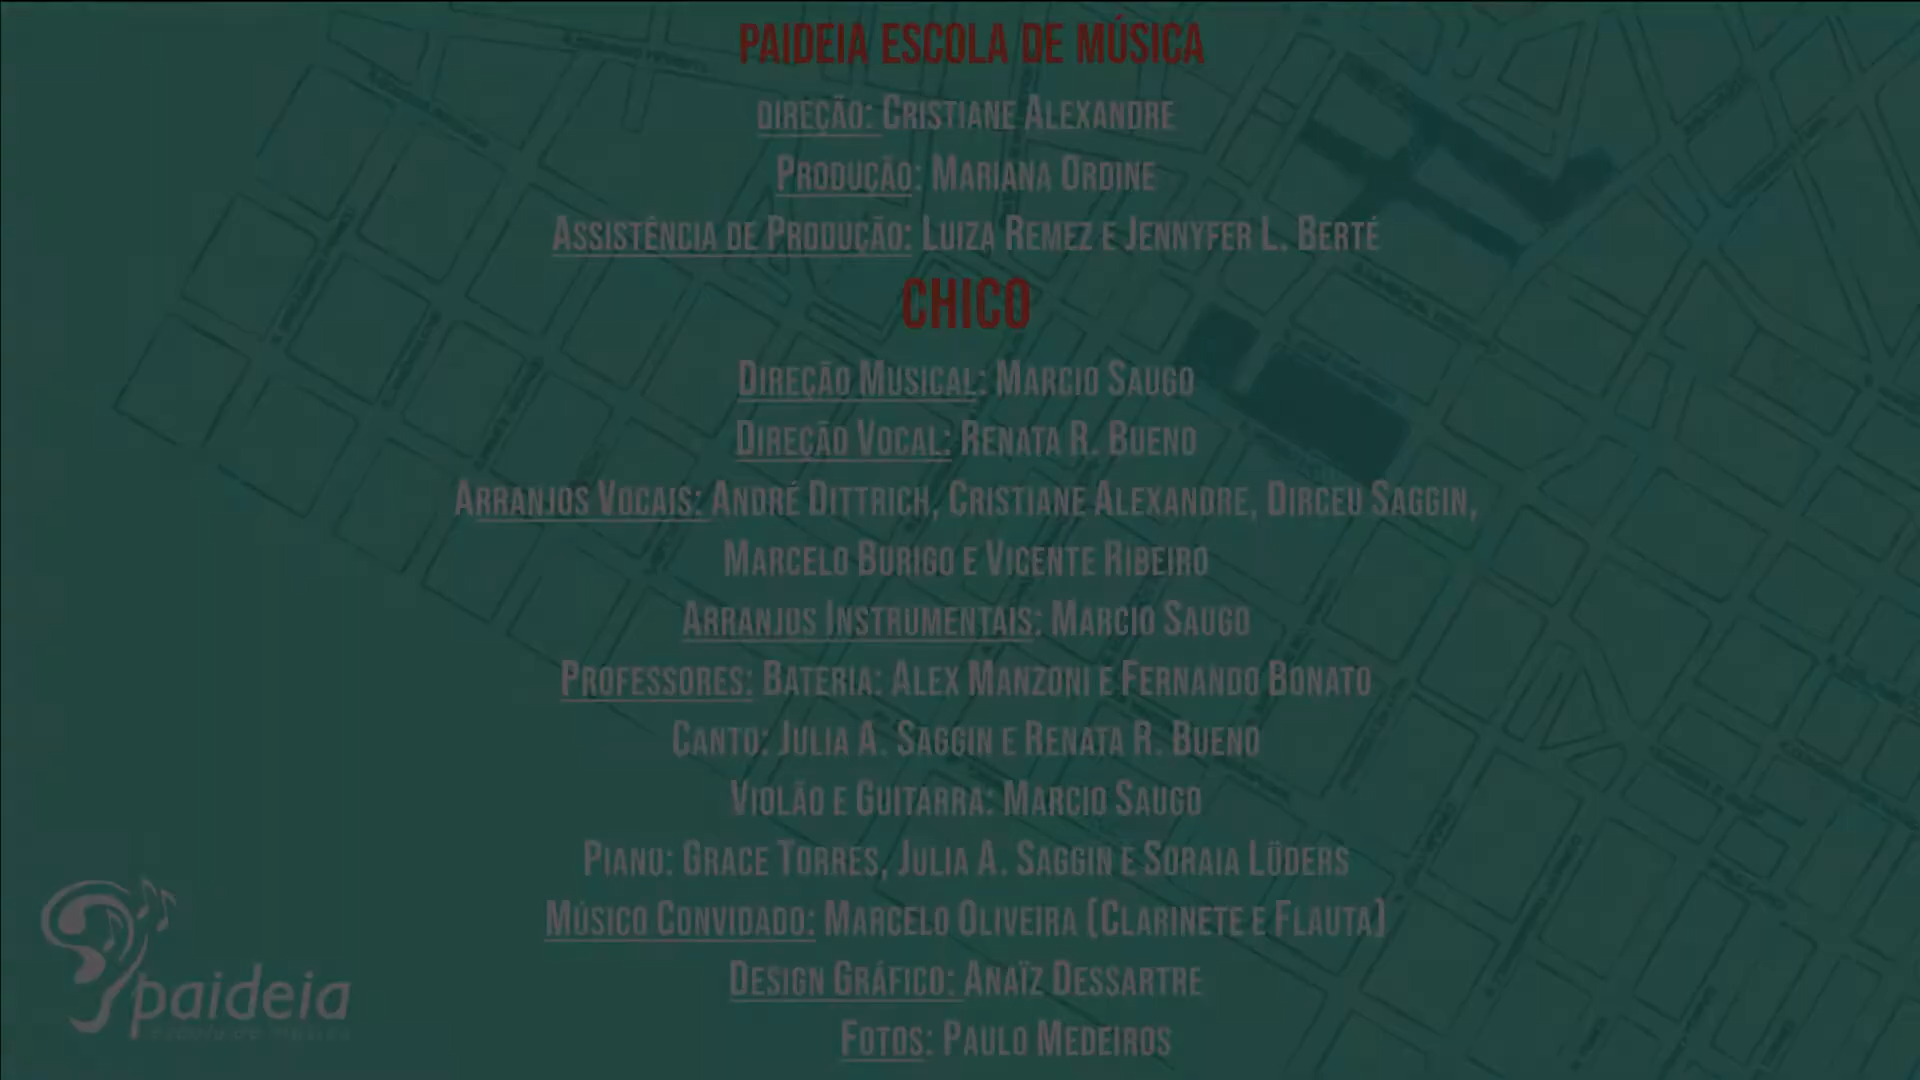 PAIDEIA ESCOLA DE MÚSICA
DIREÇÃO: CRISTIANE ALEXANDRE
PRODUÇÃO: MARIANA ORDINE
ASSISTÊNCIA DE PRODUÇÃO: LUIZA REMEZ E JENNYFER L. BERTÉ
CHICO
DIREÇÃO MUSICAL: MARCIO SAUGO
DIREÇÃO VOCAL: RENATA R. BUENO
ARRANJOS VOCAIS: ANDRÉ DITTRICH, CRISTIANE ALEXANDRE, DIRCEU SAGGIN,
MARCELO BURIGO E VICENTE RIBEIRO
ARRANJOS INSTRUMENTAIS: MARCIO SAUGO
PROFESSORES: BATERIA: ALEX MANZONI E FERNANDO BONATO
CANTO: JULIA A. SAGGIN E RENATA R. BUENO
VIOLÃO E GUITARRA: MARCIO SAUGO
PIANO: GRACE TORRES, JULIA A. SAGGIN E SORAIA LÜDERS
MÚSICO CONVIDADO: MARCELO OLIVEIRA (CLARINETE E FLAUTA)
DESIGN GRÁFICO: ANAÏZ DESSARTRE
FOTOS: PAULO MEDEIROS
paideia
escola de música